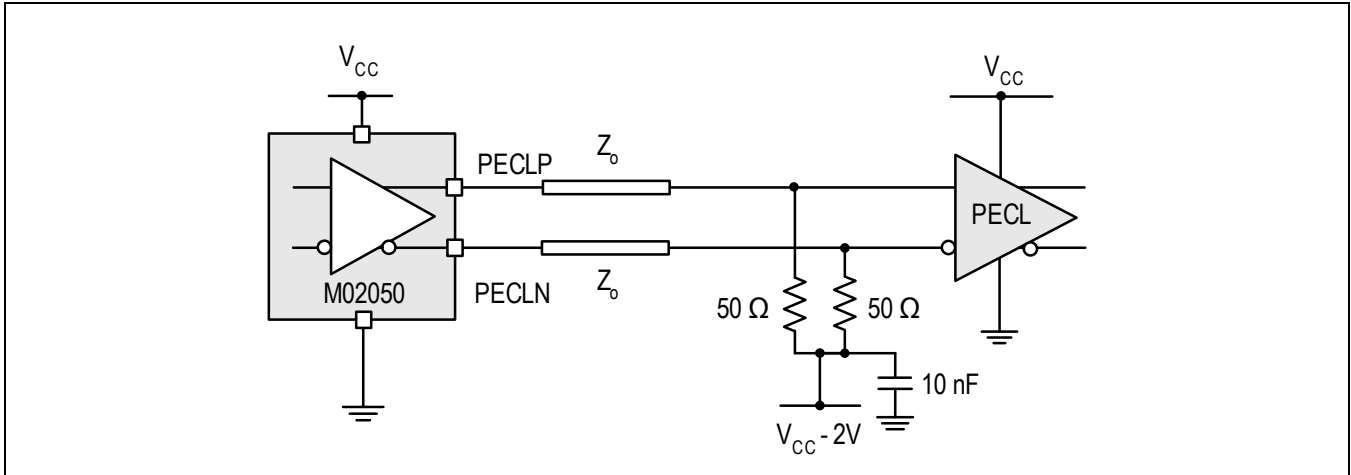 V_CC
V_CC
PECLP
Z_o
PECL
M02050
PECLN
Z_o
50 Ω
50 Ω
10 nF
V_CC - 2V